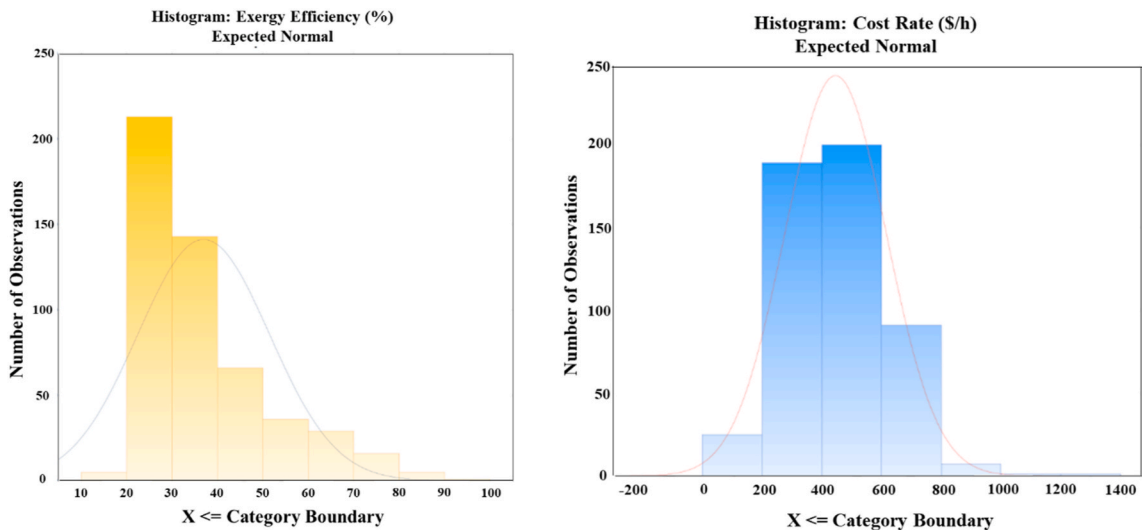 Histogram: Exergy Efficiency (%)
Expected Normal
250
200
150
100
50
0
Number of Observations
10 20 30 40 50 60 70 80 90 100
X <= Category Boundary
Histogram: Cost Rate ($/h)
Expected Normal
250
200
150
100
50
0
Number of Observations
-200 0 200 400 600 800 1000 1200 1400
X <= Category Boundary